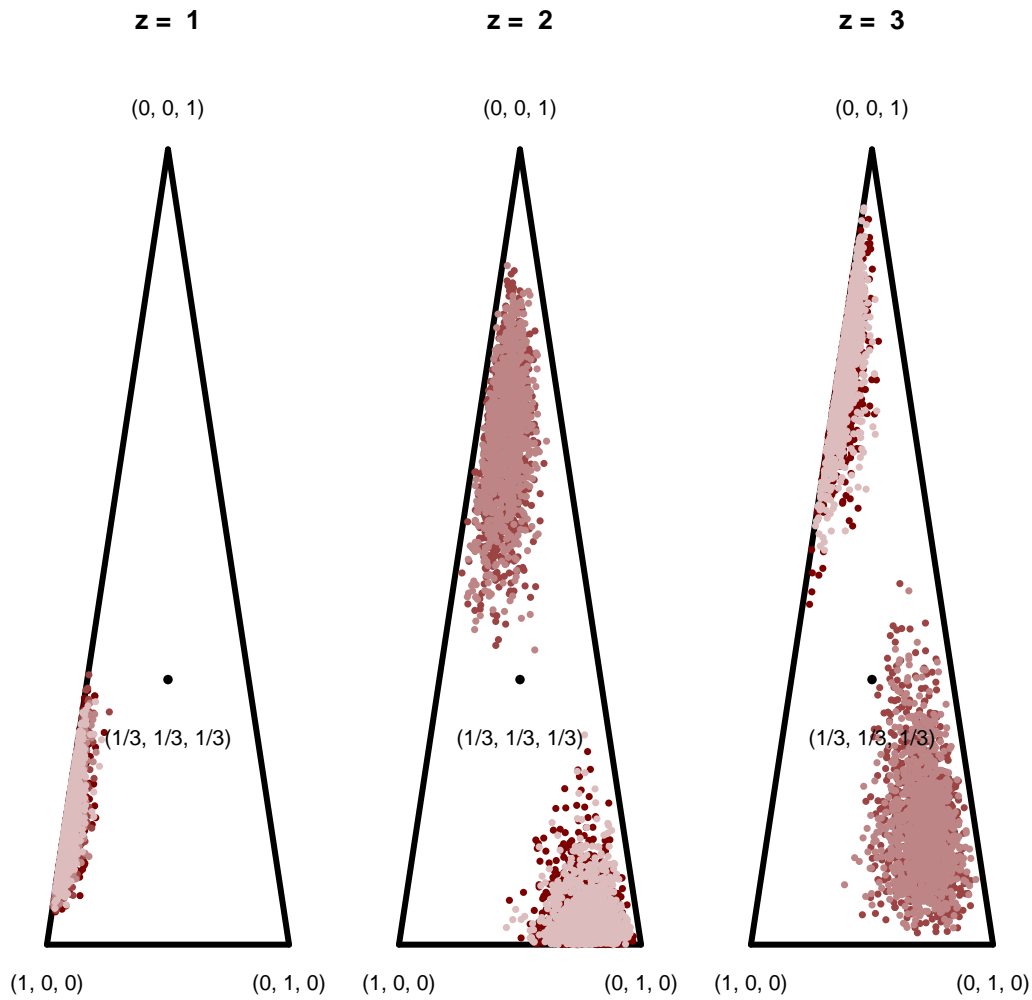 z = 1
z = 2
z = 3
(0, 0, 1)
(0, 0, 1)
(0, 0, 1)
(1/3, 1/3, 1/3)
(1/3, 1/3, 1/3)
(1/3, 1/3, 1/3)
(1, 0, 0)
(0, 1, 0)
(1, 0, 0)
(0, 1, 0)
(1, 0, 0)
(0, 1, 0)